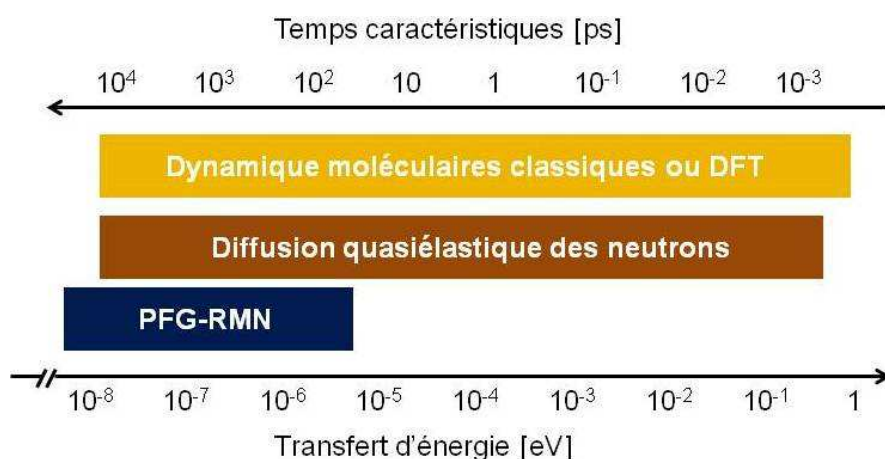 Temps caractéristiques [ps]
10⁴ 10³ 10² 10 1 10⁻¹ 10⁻² 10⁻³
Dynamique moléculaires classiques ou DFT
Diffusion quasiélastique des neutrons
PFG-RMN
10⁻⁸ 10⁻⁷ 10⁻⁶ 10⁻⁵ 10⁻⁴ 10⁻³ 10⁻² 10⁻¹ 1
Transfert d'énergie [eV]